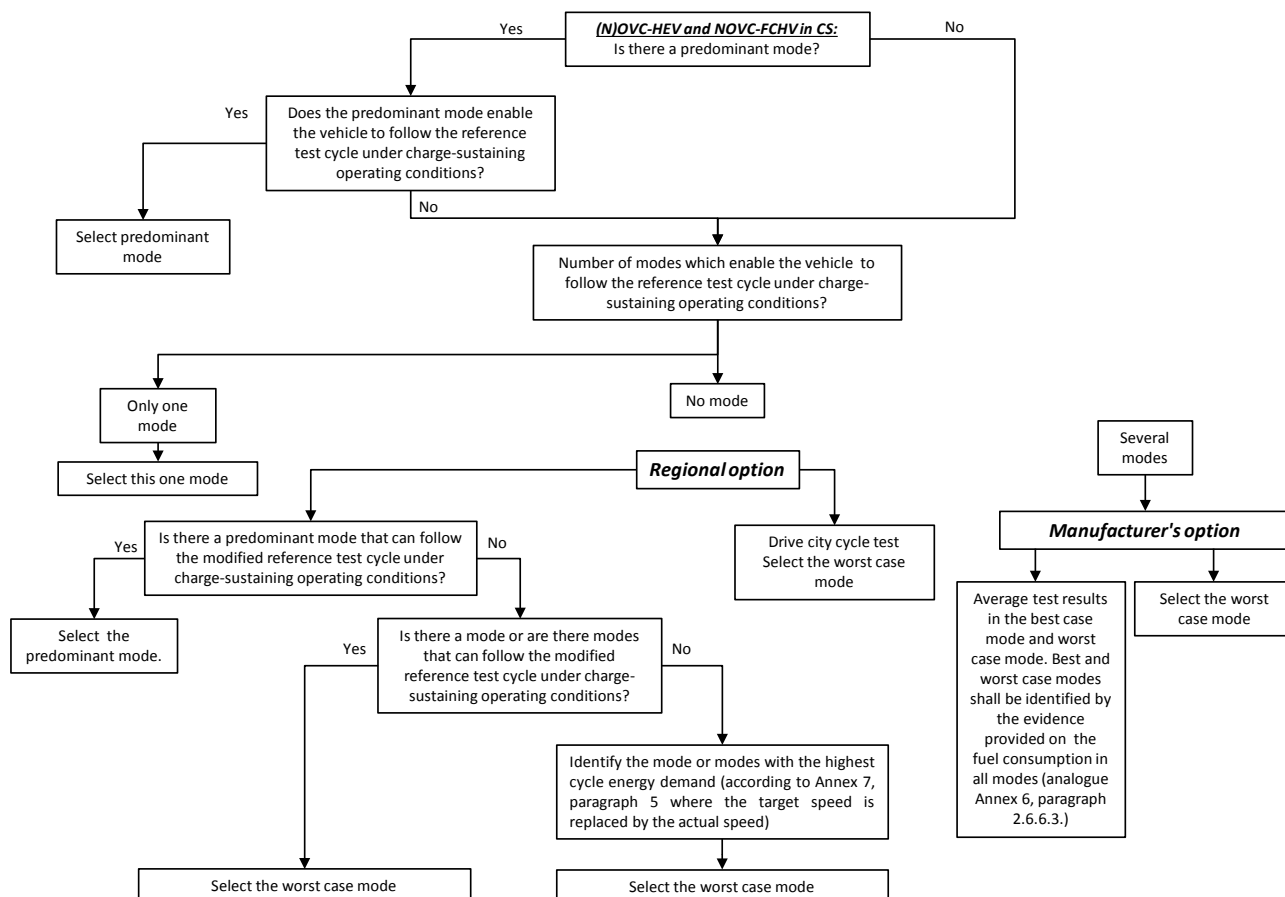 (N)OVC-HEV and NOVC-FCHV in CS:
Is there a predominant mode?
Yes
No
Does the predominant mode enable
the vehicle to follow the reference
test cycle under charge-sustaining
operating conditions?
Yes
No
Select predominant
mode
Number of modes which enable the vehicle to
follow the reference test cycle under charge-
sustaining operating conditions?
Only one
mode
No mode
Several
modes
Select this one mode
Regional option
Manufacturer's option
Is there a predominant mode that can follow
the modified reference test cycle under
charge-sustaining operating conditions?
Yes
No
Drive city cycle test
Select the worst case
mode
Average test results
in the best case
mode and worst
case mode. Best and
worst case modes
shall be identified by
the evidence
provided on the
fuel consumption in
all modes (analogue
Annex 6, paragraph
2.6.6.3.)
Select the worst
case mode
Select the
predominant mode.
Is there a mode or are there modes
that can follow the modified
reference test cycle under charge-
sustaining operating conditions?
Yes
No
Identify the mode or modes with the highest
cycle energy demand (according to Annex 7,
paragraph 5 where the target speed is
replaced by the actual speed)
Select the worst case mode
Select the worst case mode